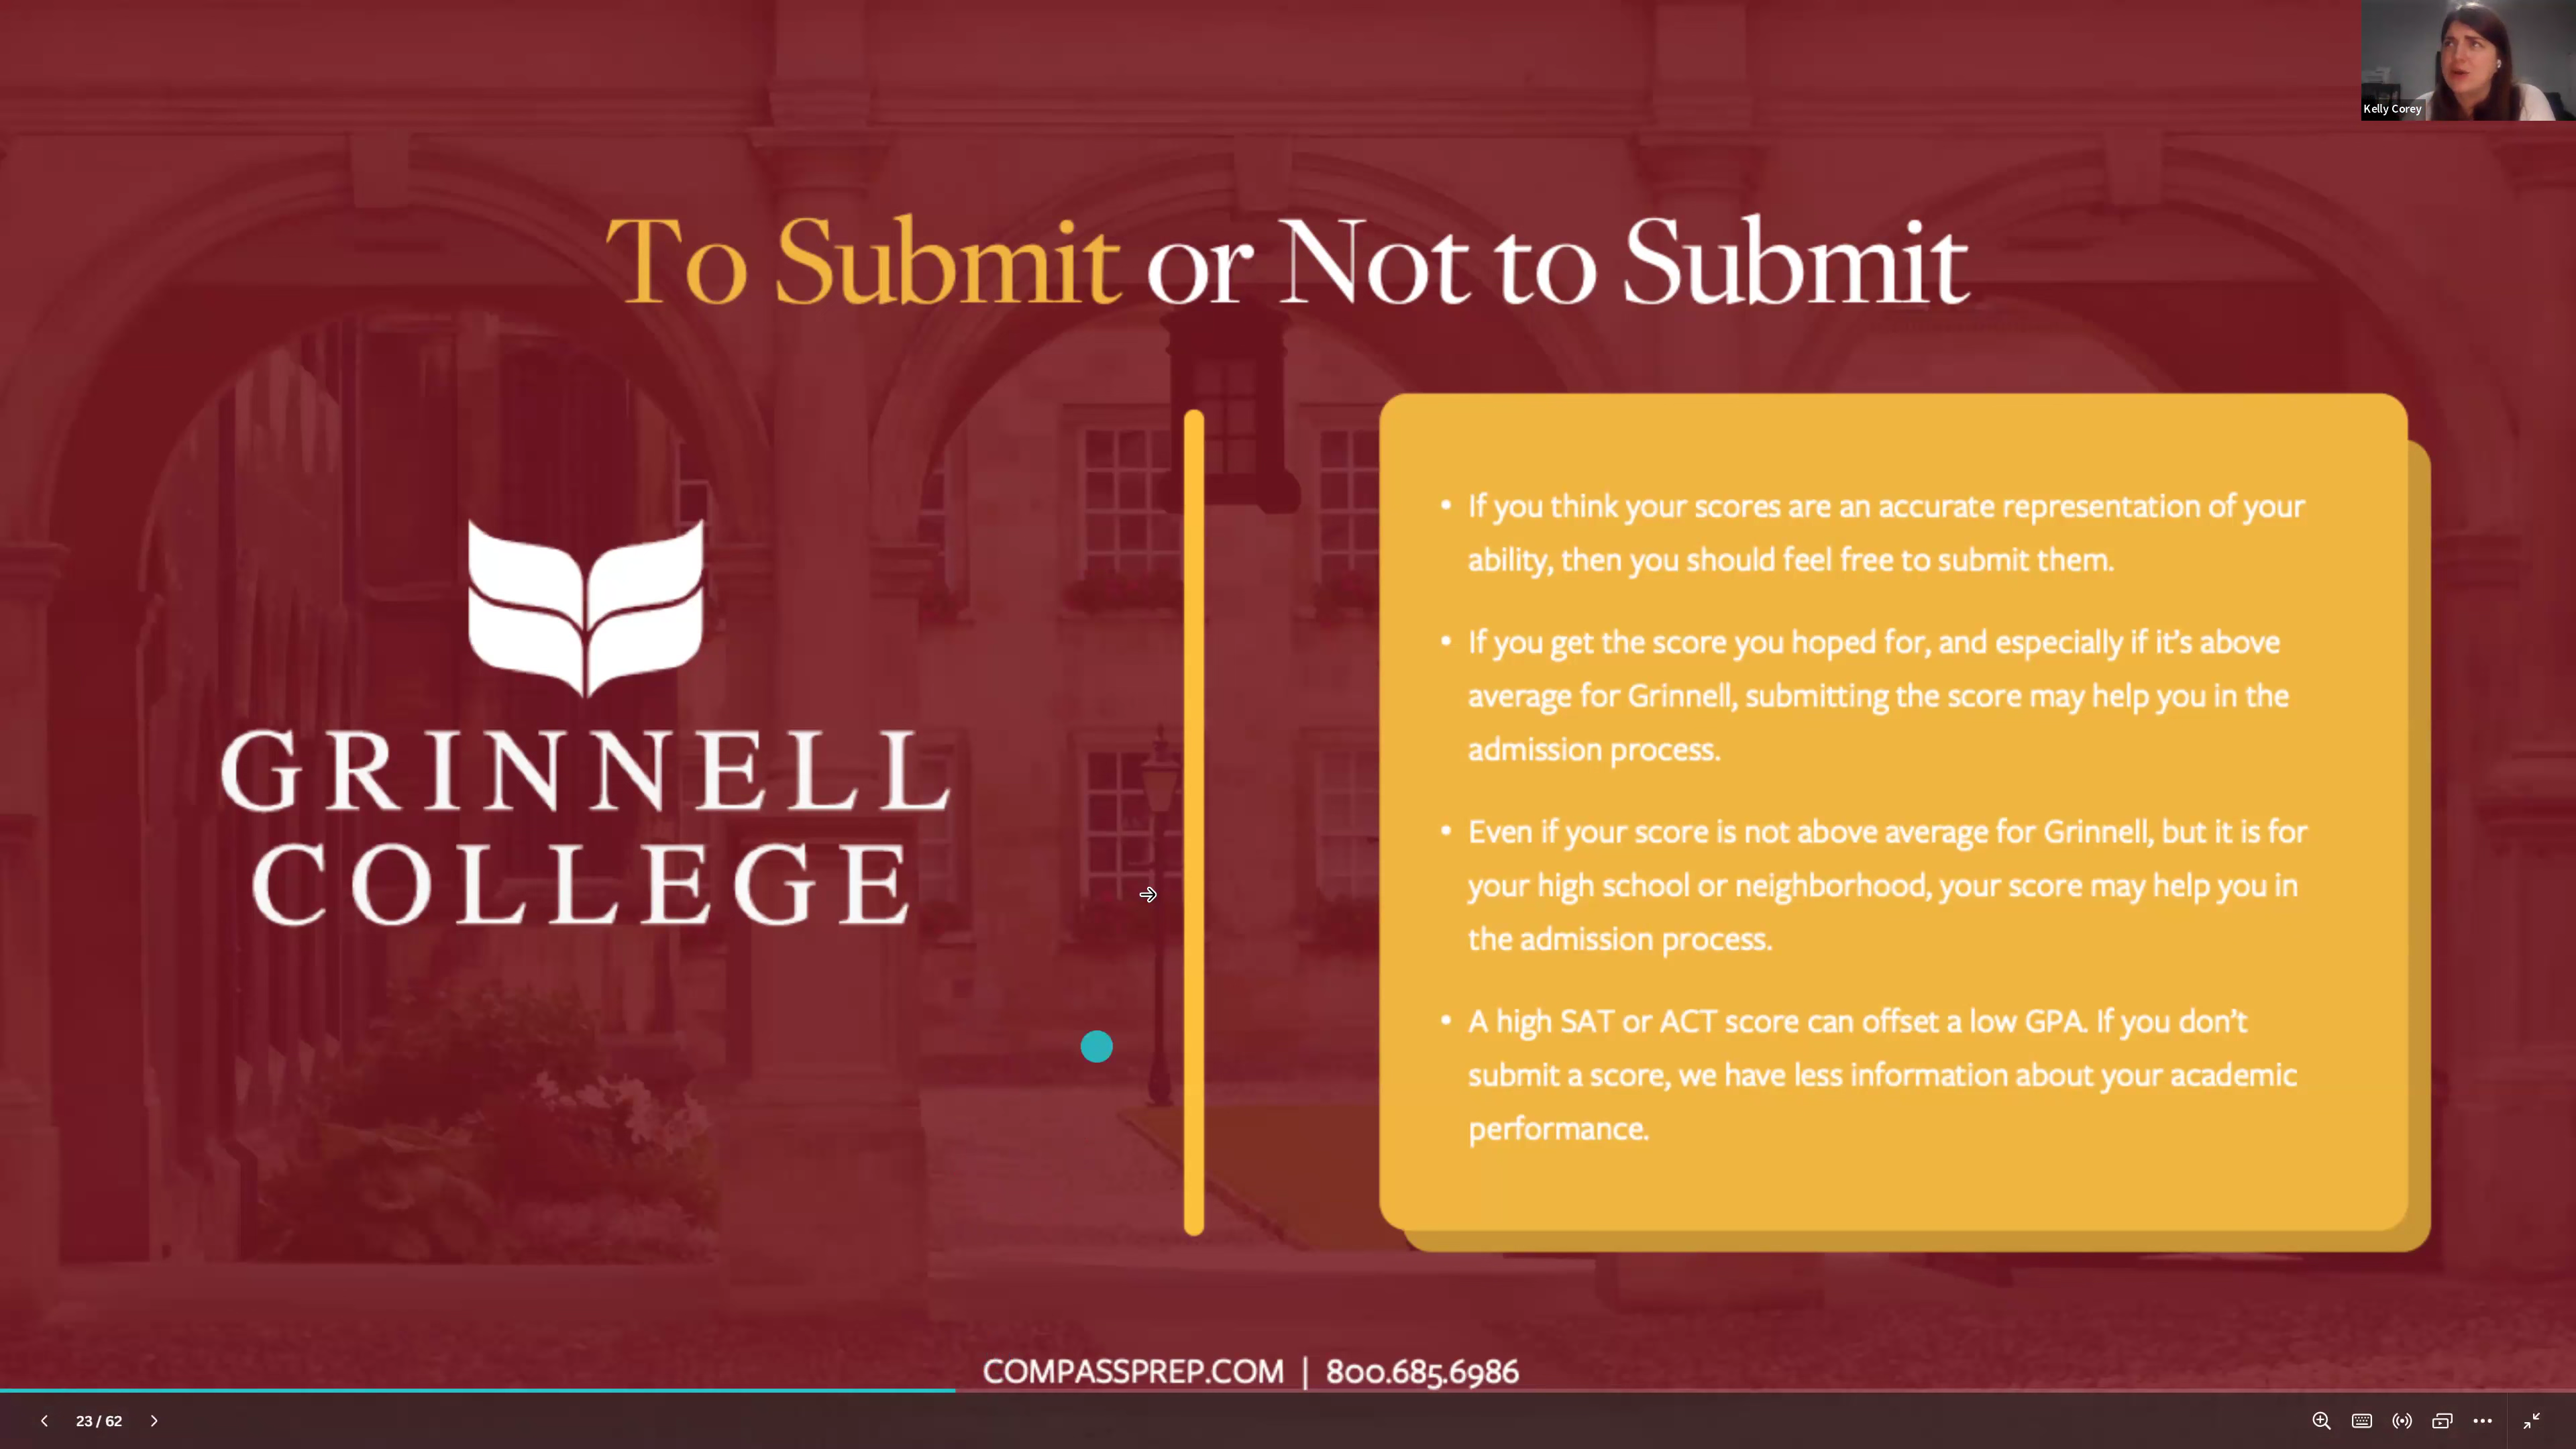 Kelly Corey
To Submit or Not to Submit
GRINNELL
COLLEGE
• If you think your scores are an accurate representation of your
ability, then you should feel free to submit them.
• If you get the score you hoped for, and especially if it’s above
average for Grinnell, submitting the score may help you in the
admission process.
• Even if your score is not above average for Grinnell, but it is for
your high school or neighborhood, your score may help you in
the admission process.
• A high SAT or ACT score can offset a low GPA. If you don’t
submit a score, we have less information about your academic
performance.
COMPASSPREP.COM | 800.685.6986
23 / 62